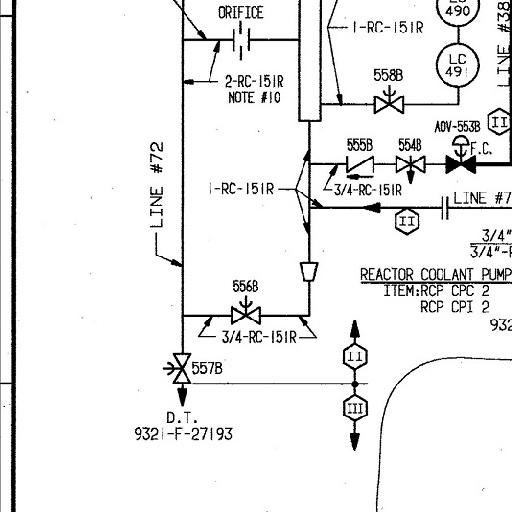 ORIFICE
490
1-RC-151R
LC
491
LINE #38
2-RC-151R
NOTE #10
558B
II
AOV-553B
555B
554B
F.C.
3/4-RC-151R
1-RC-151R
LINE #72
LINE #7
II
3/4"
3/4"-F
REACTOR COOLANT PUMP
ITEM:RCP CPC 2
RCP CPI 2
932
556B
3/4-RC-151R
II
557B
III
D.T.
9321-F-27193